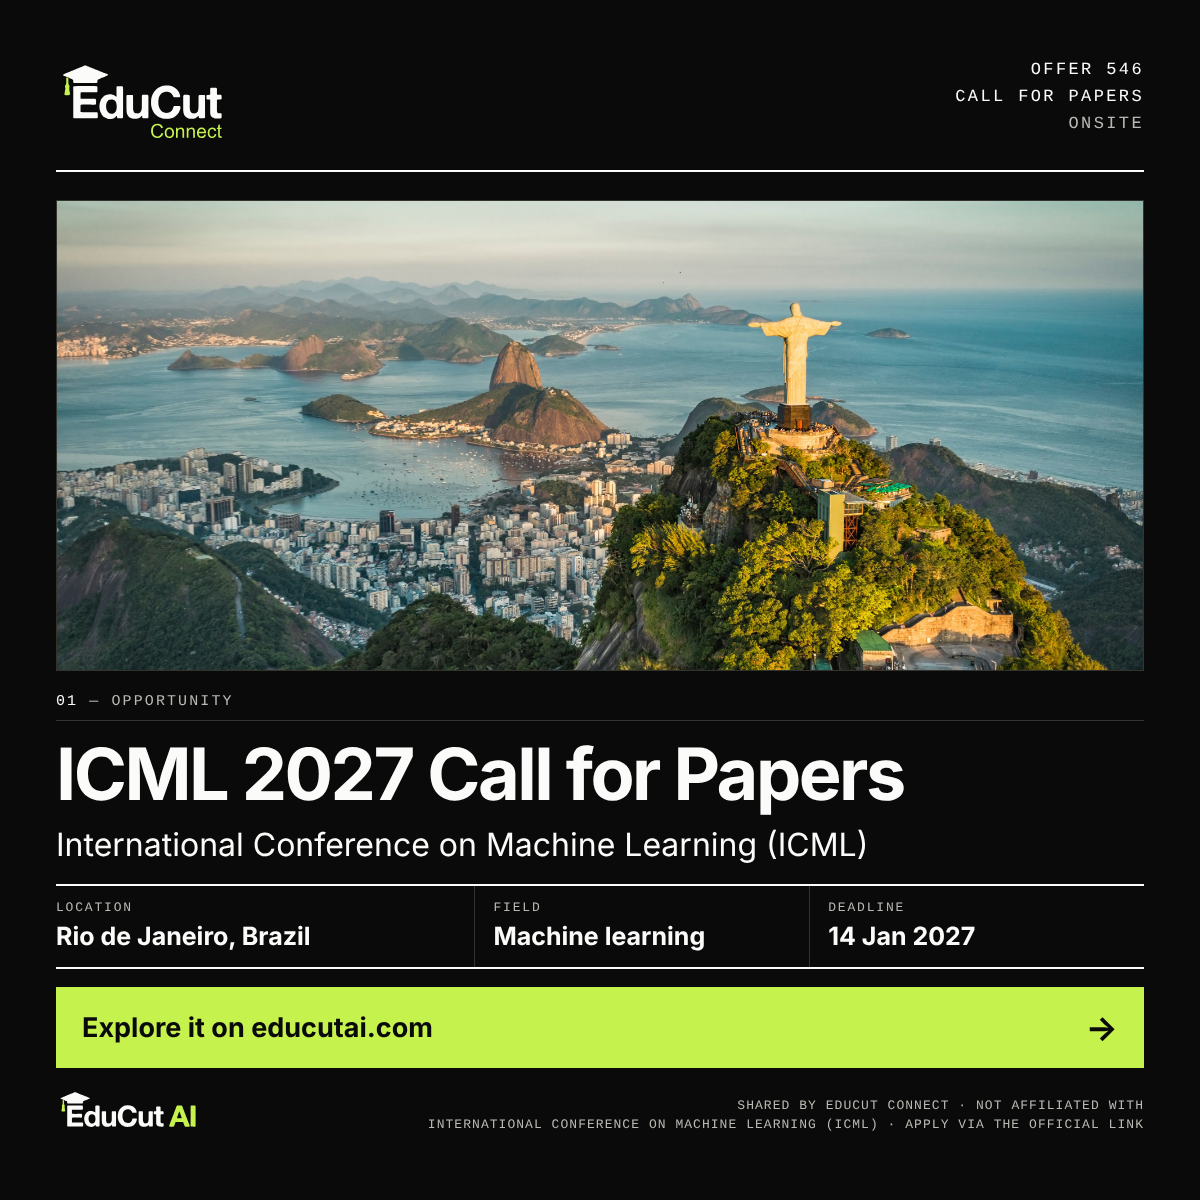 EduCut
Connect
OFFER 546
CALL FOR PAPERS
ONSITE
01 — OPPORTUNITY
ICML 2027 Call for Papers
International Conference on Machine Learning (ICML)
LOCATION
Rio de Janeiro, Brazil
FIELD
Machine learning
DEADLINE
14 Jan 2027
Explore it on educutai.com →
EduCut AI
SHARED BY EDUCUT CONNECT · NOT AFFILIATED WITH
INTERNATIONAL CONFERENCE ON MACHINE LEARNING (ICML) · APPLY VIA THE OFFICIAL LINK